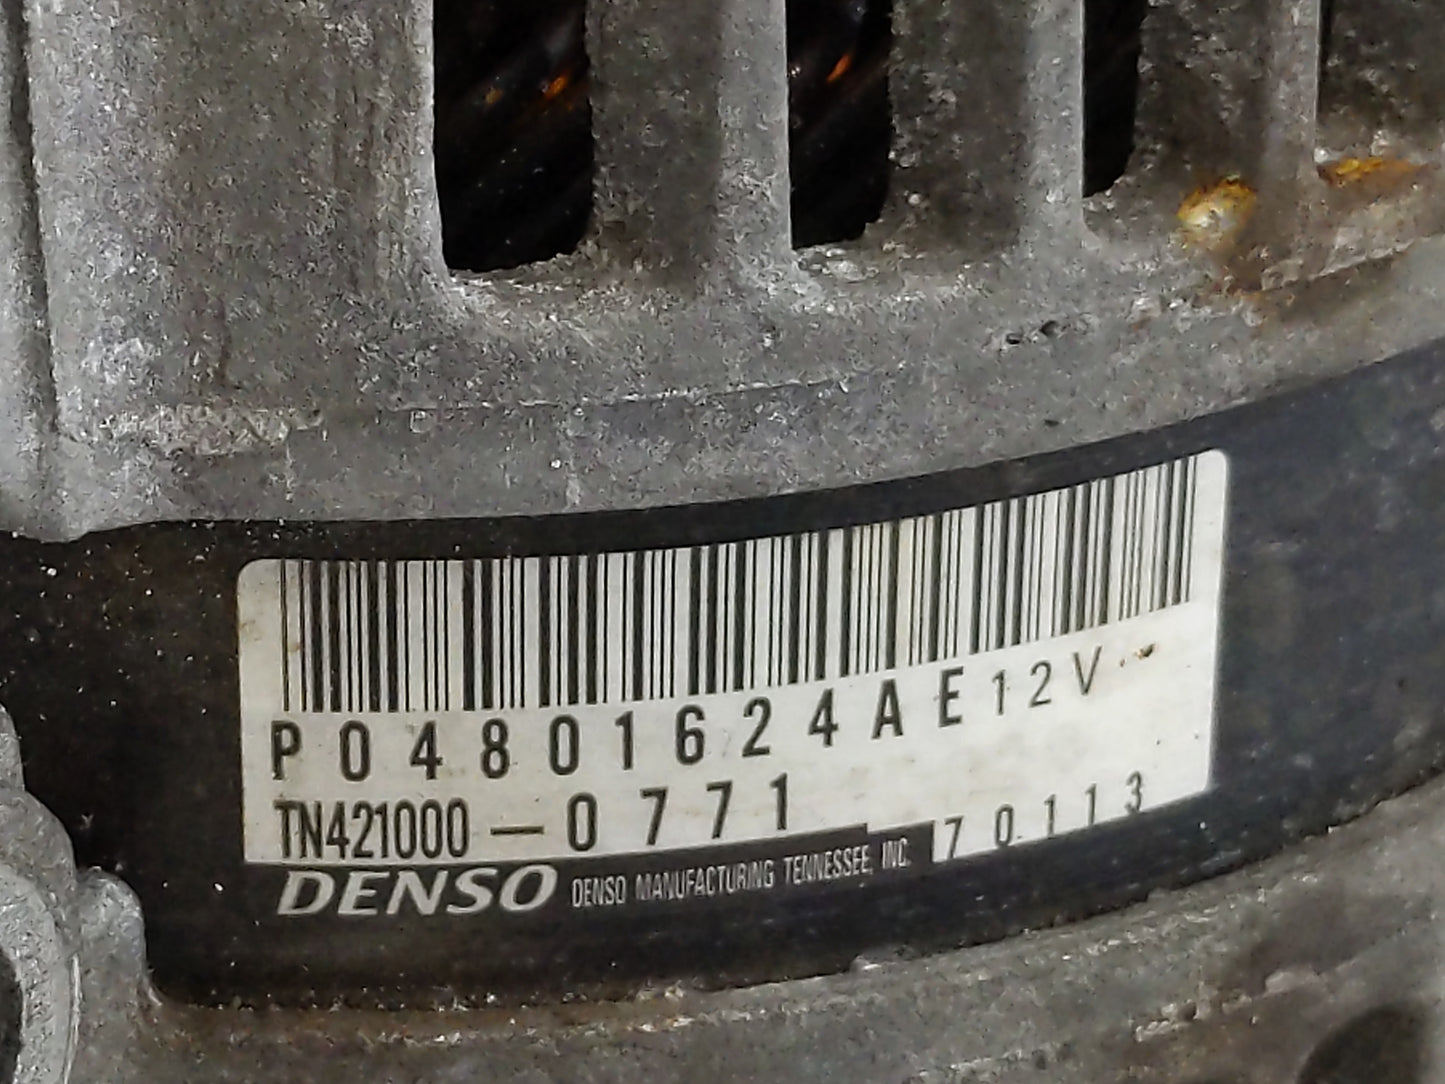 P04801624AE12V
TN421000-0771 70113
DENSO DENSO MANUFACTURING TENNESSEE, INC.